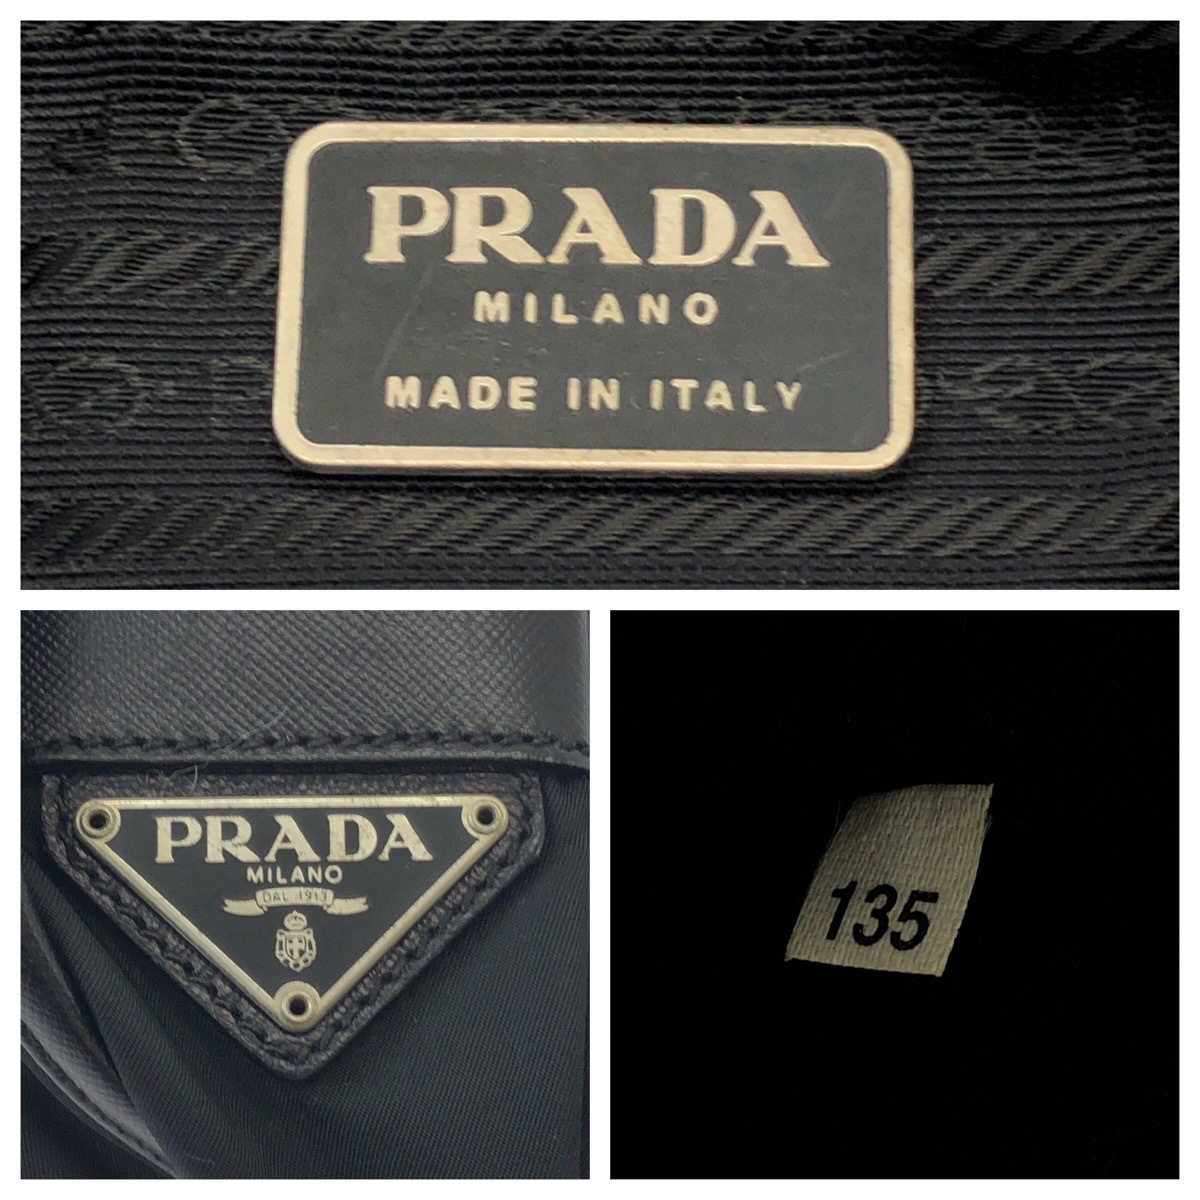 PRADA
MILANO
MADE IN ITALY
PRADA
MILANO
DAL 1913
135